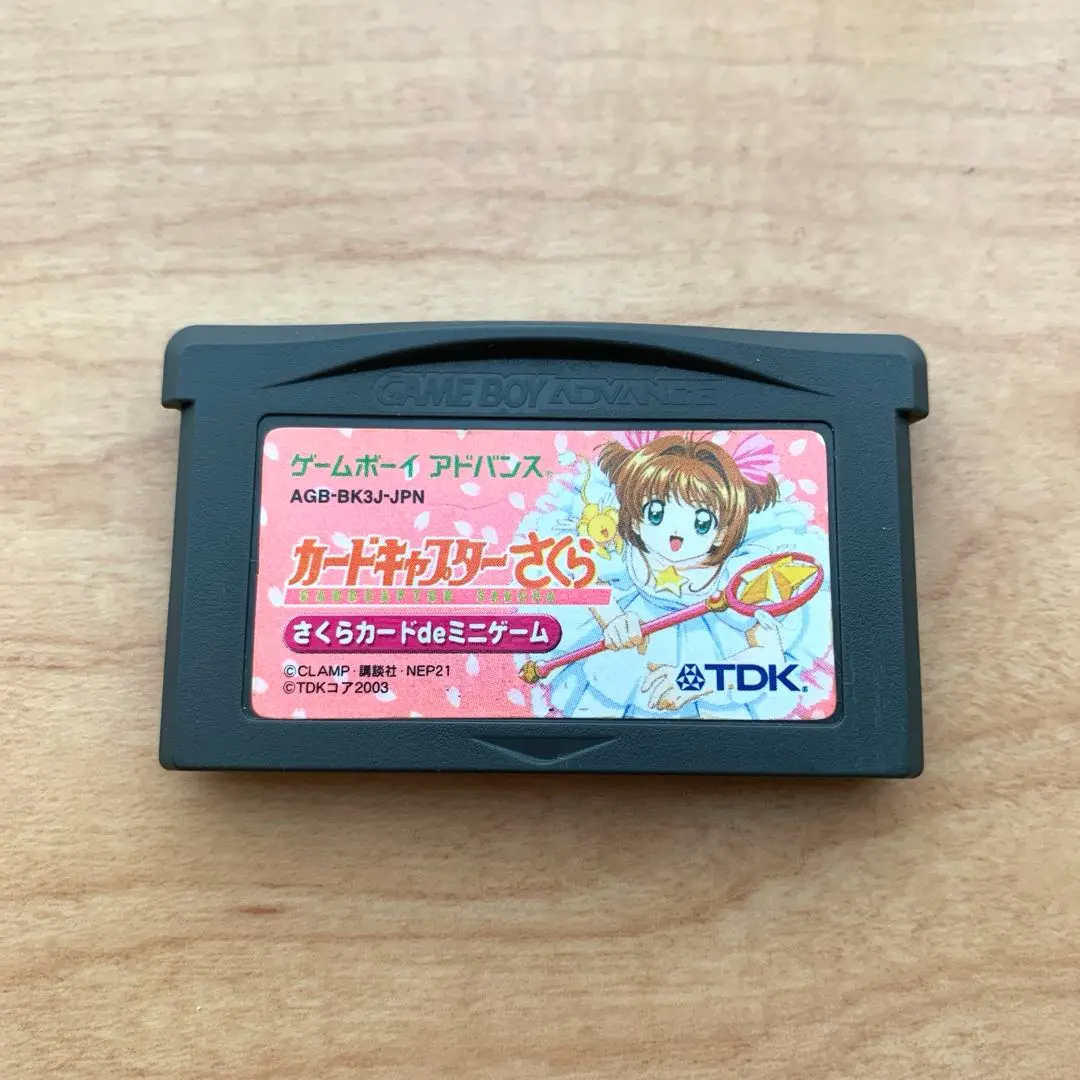 GAME BOY ADVANCE
ゲームボーイ アドバンス
AGB-BK3J-JPN
カードキャプターさくら
CARDCAPTOR SAKURA
さくらカードdeミニゲーム
©CLAMP・講談社・NEP21
©TDKコア2003
TDK®